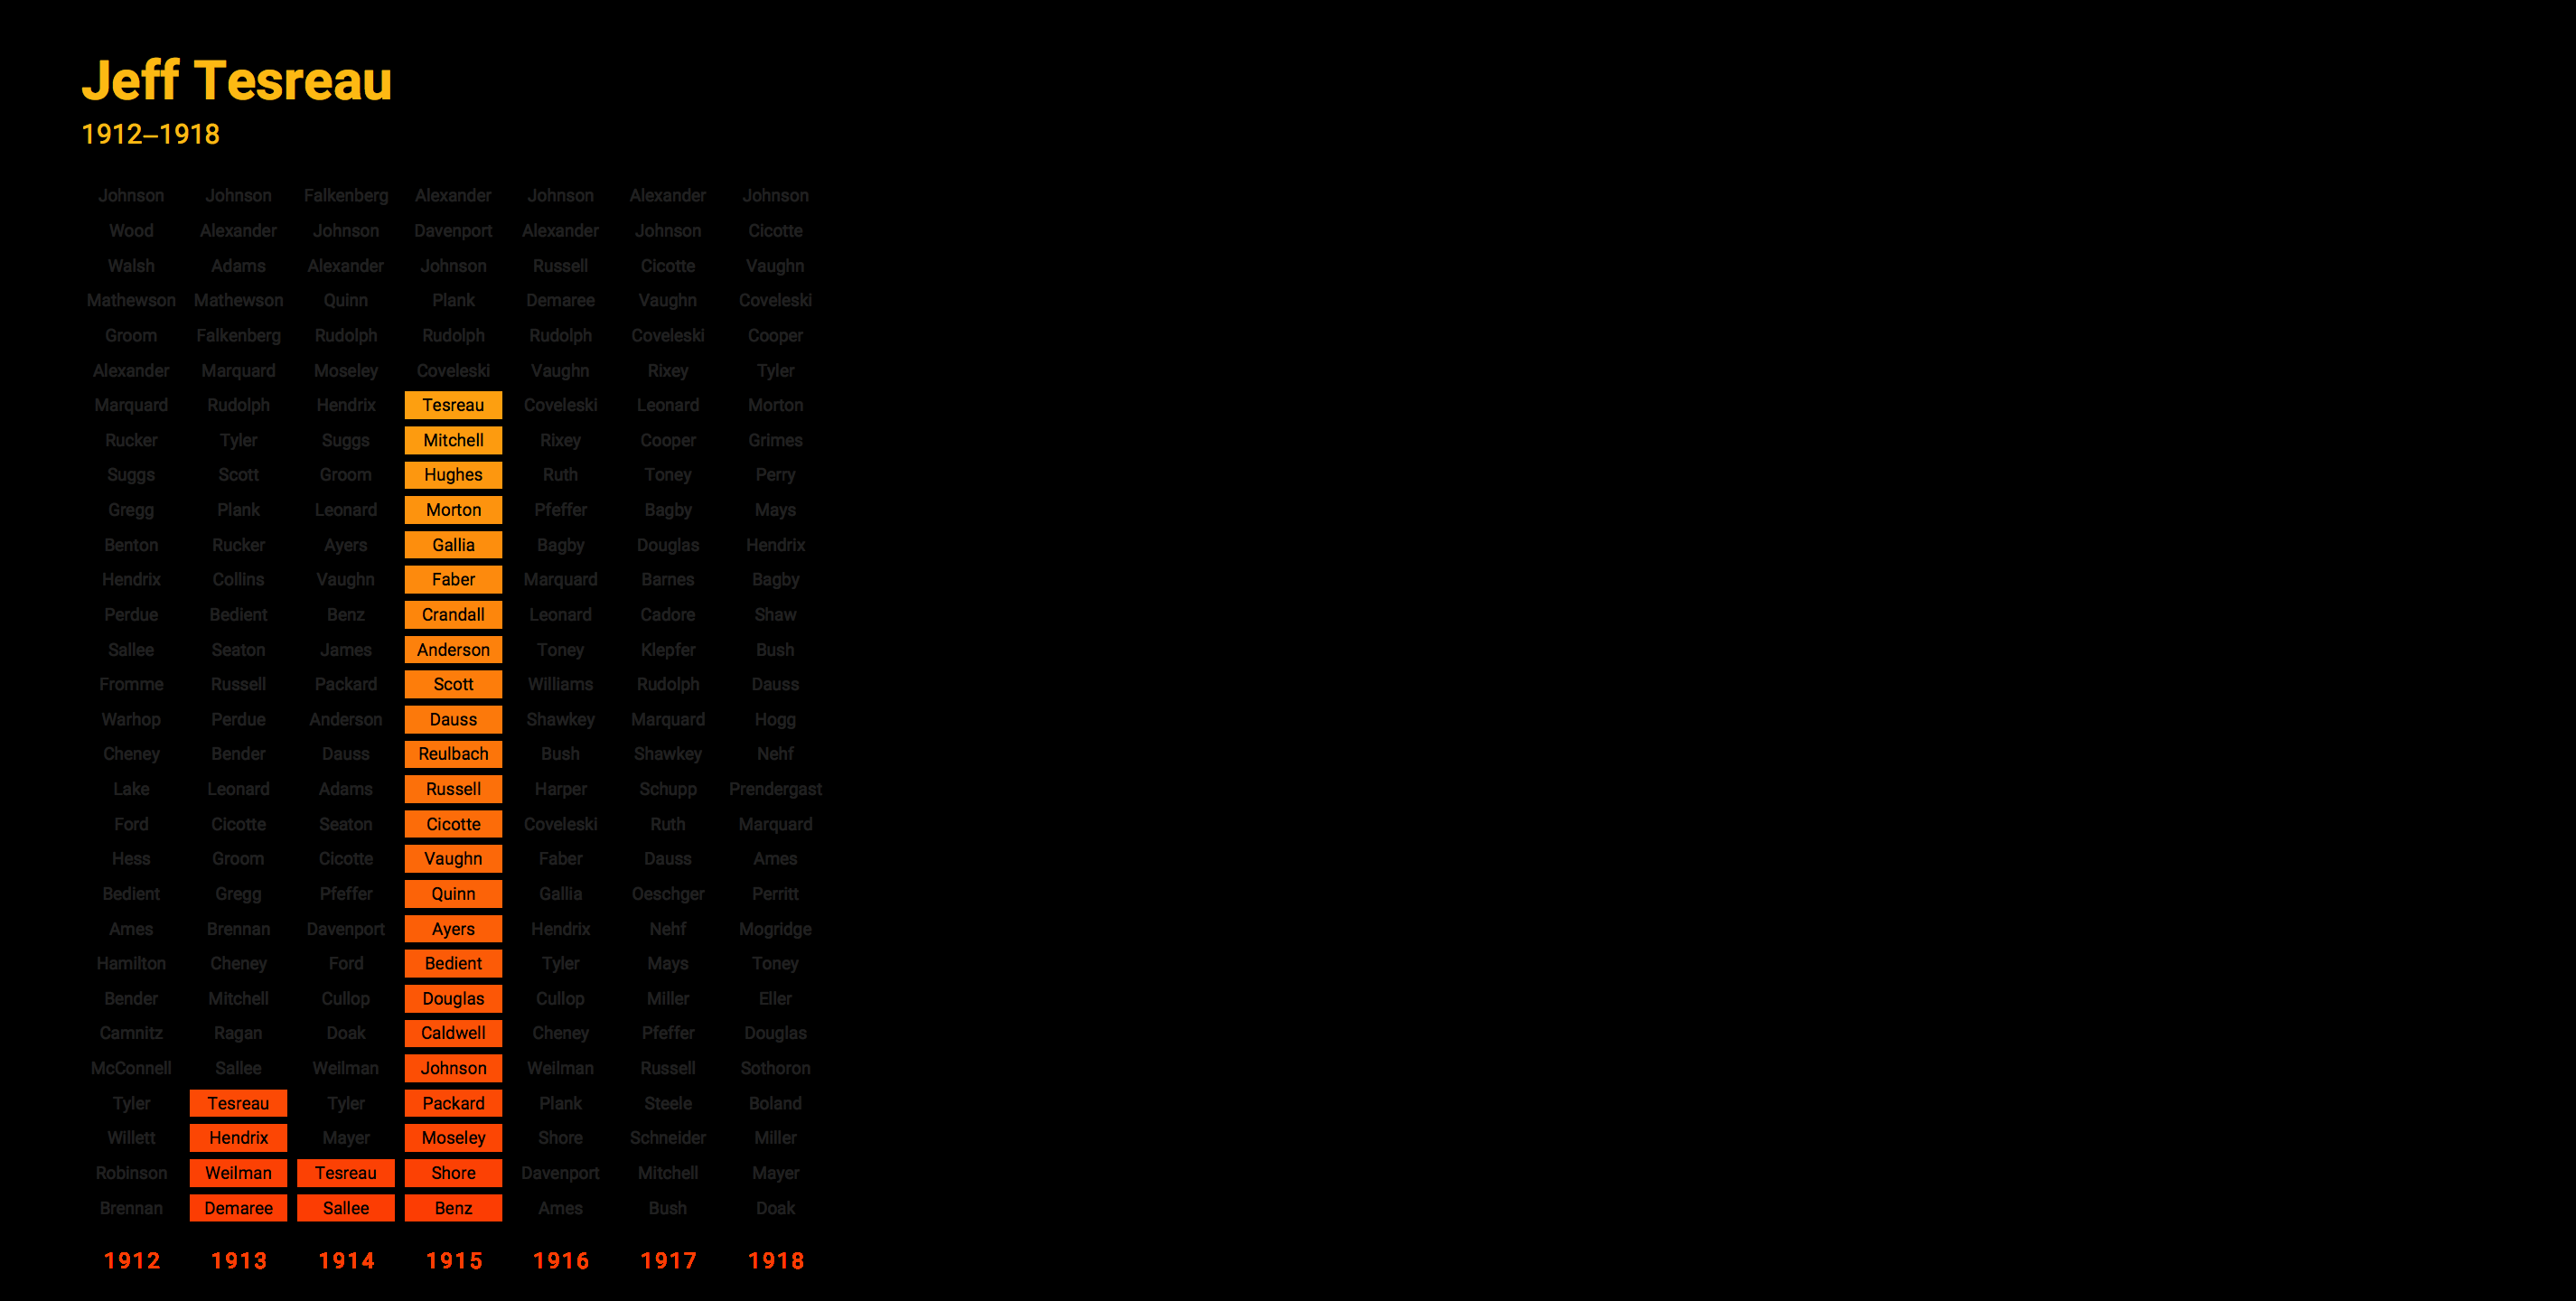 Jeff Tesreau
1912–1918
Johnson Johnson Falkenberg Alexander Johnson Alexander Johnson
Wood Alexander Johnson Davenport Alexander Johnson Cicotte
Walsh Adams Alexander Johnson Russell Cicotte Vaughn
Mathewson Mathewson Quinn Plank Demaree Vaughn Coveleski
Groom Falkenberg Rudolph Rudolph Rudolph Coveleski Cooper
Alexander Marquard Moseley Coveleski Vaughn Rixey Tyler
Marquard Rudolph Hendrix Tesreau Coveleski Leonard Morton
Rucker Tyler Suggs Mitchell Rixey Cooper Grimes
Suggs Scott Groom Hughes Ruth Toney Perry
Gregg Plank Leonard Morton Pfeffer Bagby Mays
Benton Rucker Ayers Gallia Bagby Douglas Hendrix
Hendrix Collins Vaughn Faber Marquard Barnes Bagby
Perdue Bedient Benz Crandall Leonard Cadore Shaw
Sallee Seaton James Anderson Toney Klepfer Bush
Fromme Russell Packard Scott Williams Rudolph Dauss
Warhop Perdue Anderson Dauss Shawkey Marquard Hogg
Cheney Bender Dauss Reulbach Bush Shawkey Nehf
Lake Leonard Adams Russell Harper Schupp Prendergast
Ford Cicotte Seaton Cicotte Coveleski Ruth Marquard
Hess Groom Cicotte Vaughn Faber Dauss Ames
Bedient Gregg Pfeffer Quinn Gallia Oeschger Perritt
Ames Brennan Davenport Ayers Hendrix Nehf Mogridge
Hamilton Cheney Ford Bedient Tyler Mays Toney
Bender Mitchell Cullop Douglas Cullop Miller Eller
Camnitz Ragan Doak Caldwell Cheney Pfeffer Douglas
McConnell Sallee Weilman Johnson Weilman Russell Sothoron
Tyler Tesreau Tyler Packard Plank Steele Boland
Willett Hendrix Mayer Moseley Shore Schneider Miller
Robinson Weilman Tesreau Shore Davenport Mitchell Mayer
Brennan Demaree Sallee Benz Ames Bush Doak
1912 1913 1914 1915 1916 1917 1918